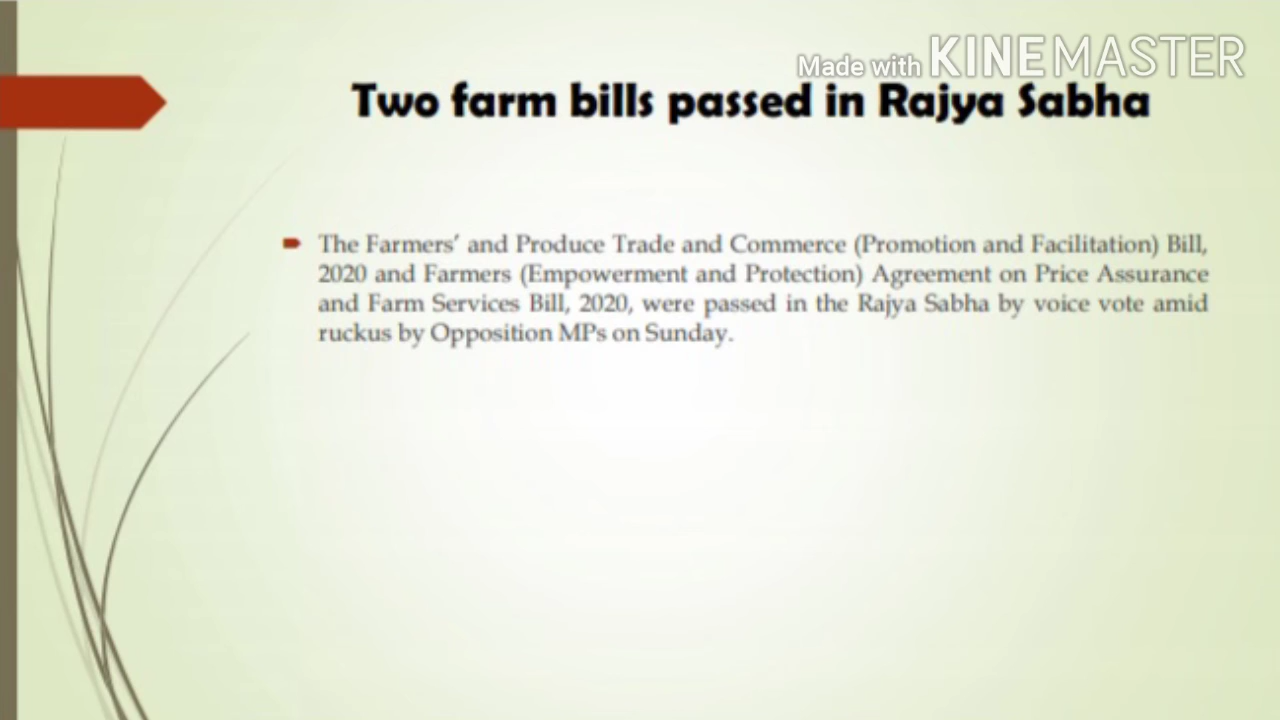 Made with KINEMASTER
Two farm bills passed in Rajya Sabha
The Farmers’ and Produce Trade and Commerce (Promotion and Facilitation) Bill,
2020 and Farmers (Empowerment and Protection) Agreement on Price Assurance
and Farm Services Bill, 2020, were passed in the Rajya Sabha by voice vote amid
ruckus by Opposition MPs on Sunday.